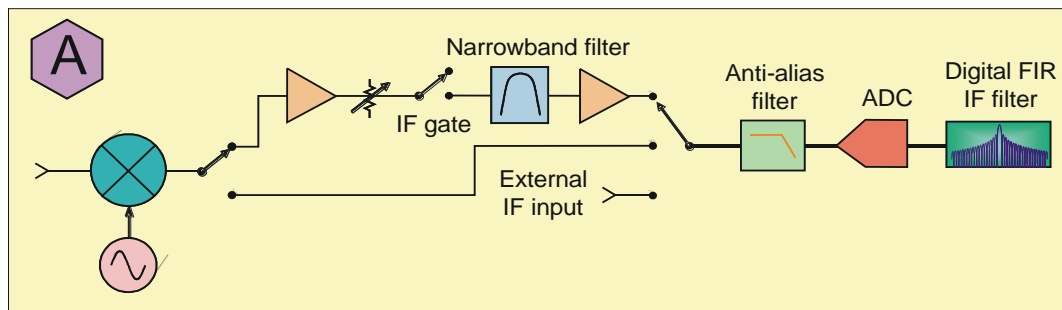 A
Narrowband filter
IF gate
External
IF input
Anti-alias
filter
ADC
Digital FIR
IF filter